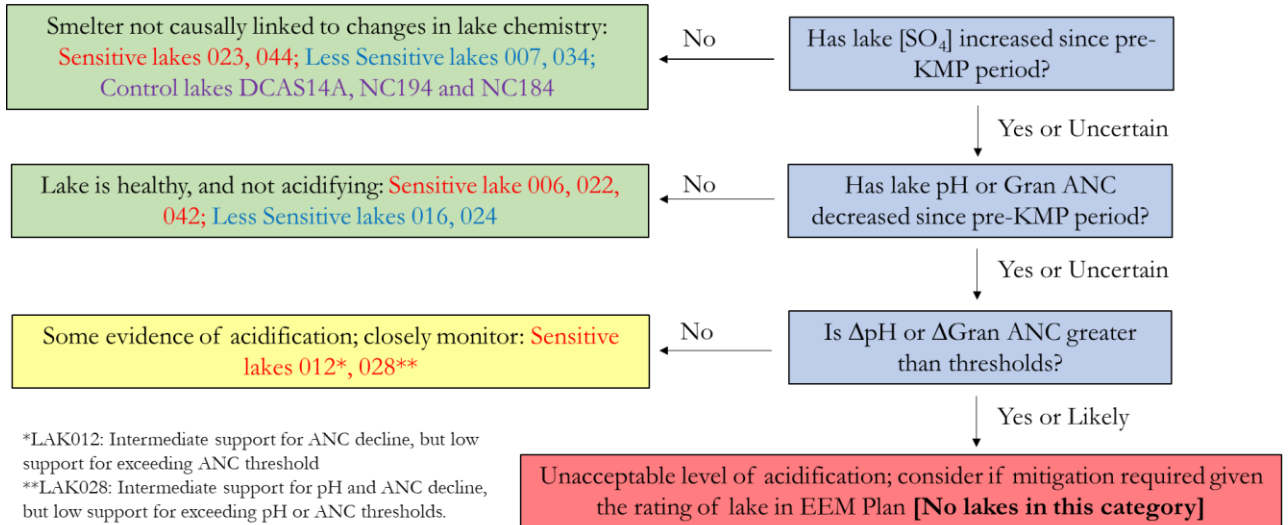 Smelter not causally linked to changes in lake chemistry:
Sensitive lakes 023, 044; Less Sensitive lakes 007, 034;
Control lakes DCAS14A, NC194 and NC184
No
Has lake [SO₄] increased since pre-
KMP period?
Yes or Uncertain
Lake is healthy, and not acidifying: Sensitive lake 006, 022,
042; Less Sensitive lakes 016, 024
No
Has lake pH or Gran ANC
decreased since pre-KMP period?
Yes or Uncertain
Some evidence of acidification; closely monitor: Sensitive
lakes 012*, 028**
No
Is ΔpH or ΔGran ANC greater
than thresholds?
Yes or Likely
*LAK012: Intermediate support for ANC decline, but low
support for exceeding ANC threshold
**LAK028: Intermediate support for pH and ANC decline,
but low support for exceeding pH or ANC thresholds.
Unacceptable level of acidification; consider if mitigation required given
the rating of lake in EEM Plan [No lakes in this category]